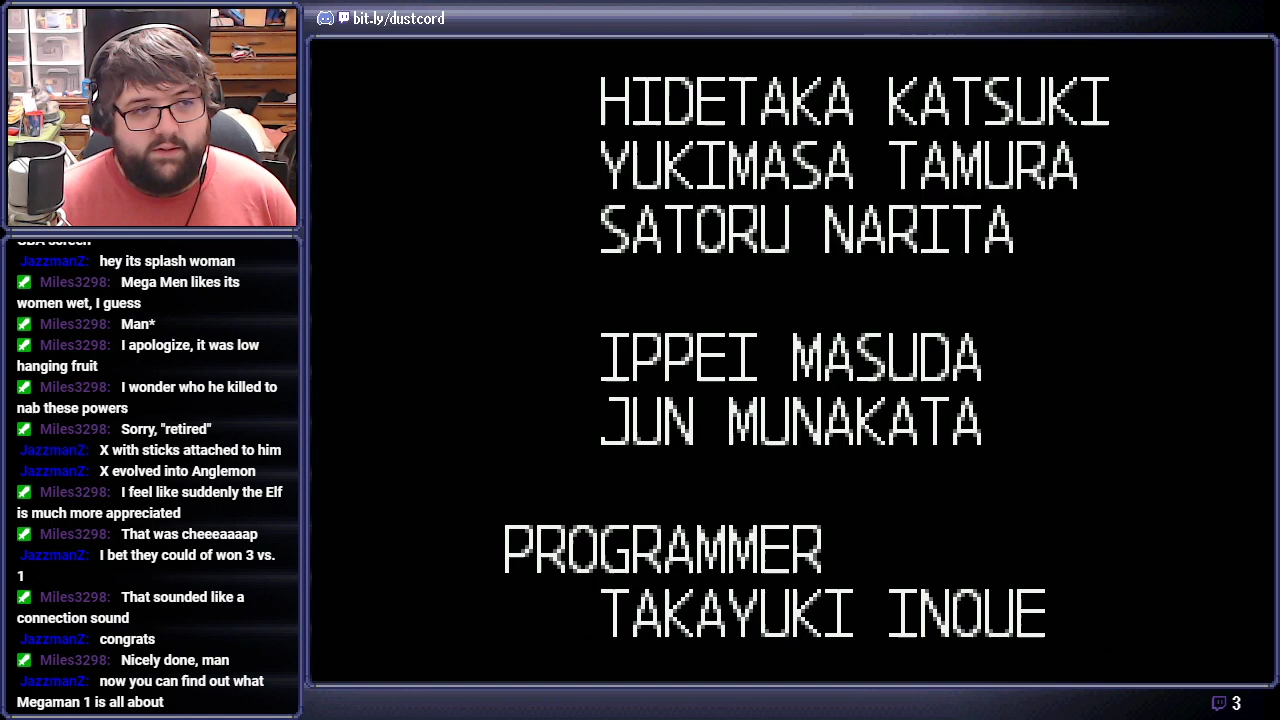 bit.ly/dustcord
HIDETAKA KATSUKI
YUKIMASA TAMURA
SATORU NARITA
IPPEI MASUDA
JUN MUNAKATA
PROGRAMMER
TAKAYUKI INOUE
GBA screen
JazzmanZ: hey its splash woman
Miles3298: Mega Men likes its
women wet, I guess
Miles3298: Man*
Miles3298: I apologize, it was low
hanging fruit
Miles3298: I wonder who he killed to
nab these powers
Miles3298: Sorry, "retired"
JazzmanZ: X with sticks attached to him
JazzmanZ: X evolved into Anglemon
Miles3298: I feel like suddenly the Elf
is much more appreciated
Miles3298: That was cheeeaaaap
JazzmanZ: I bet they could of won 3 vs.
1
Miles3298: That sounded like a
connection sound
JazzmanZ: congrats
Miles3298: Nicely done, man
JazzmanZ: now you can find out what
Megaman 1 is all about
3